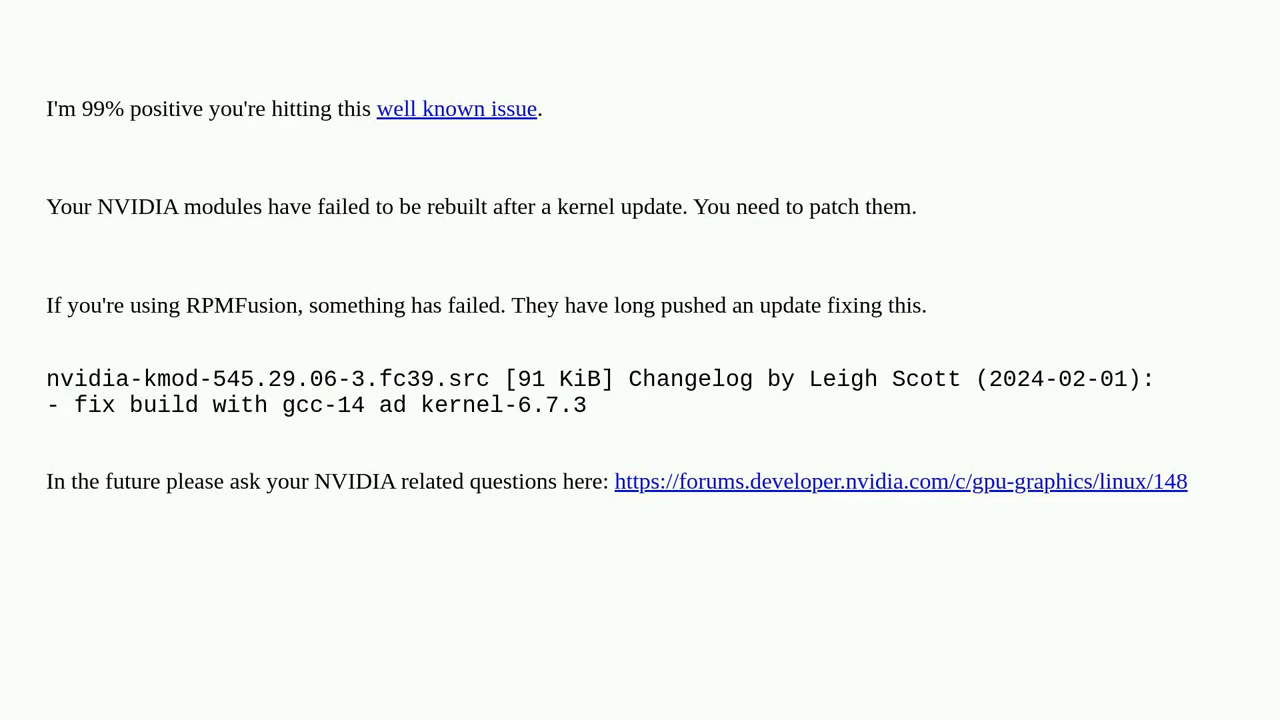 I'm 99% positive you're hitting this well known issue.
Your NVIDIA modules have failed to be rebuilt after a kernel update. You need to patch them.
If you're using RPMFusion, something has failed. They have long pushed an update fixing this.
nvidia-kmod-545.29.06-3.fc39.src [91 KiB] Changelog by Leigh Scott (2024-02-01):
- fix build with gcc-14 ad kernel-6.7.3
In the future please ask your NVIDIA related questions here: https://forums.developer.nvidia.com/c/gpu-graphics/linux/148